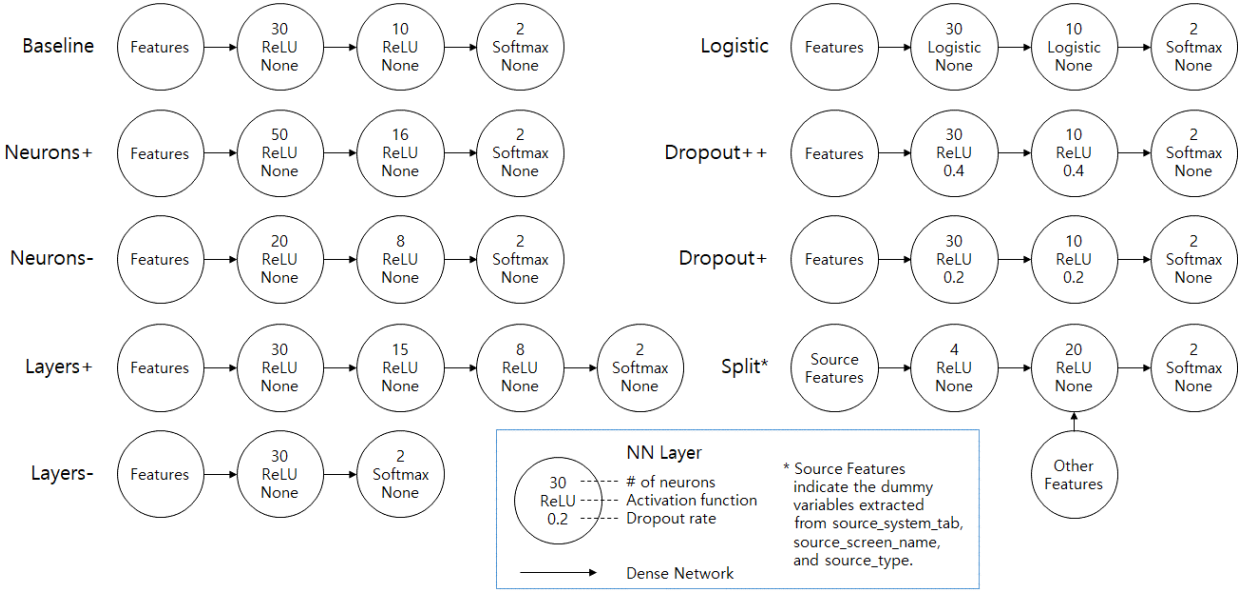 Baseline
Features
30
ReLU
None
10
ReLU
None
2
Softmax
None
Neurons+
Features
50
ReLU
None
16
ReLU
None
2
Softmax
None
Neurons-
Features
20
ReLU
None
8
ReLU
None
2
Softmax
None
Layers+
Features
30
ReLU
None
15
ReLU
None
8
ReLU
None
2
Softmax
None
Layers-
Features
30
ReLU
None
2
Softmax
None
Logistic
Features
30
Logistic
None
10
Logistic
None
2
Softmax
None
Dropout++
Features
30
ReLU
0.4
10
ReLU
0.4
2
Softmax
None
Dropout+
Features
30
ReLU
0.2
10
ReLU
0.2
2
Softmax
None
Split*
Source
Features
4
ReLU
None
20
ReLU
None
2
Softmax
None
Other
Features
NN Layer
30
ReLU
0.2
# of neurons
Activation function
Dropout rate
Dense Network
* Source Features
indicate the dummy
variables extracted
from source_system_tab,
source_screen_name,
and source_type.